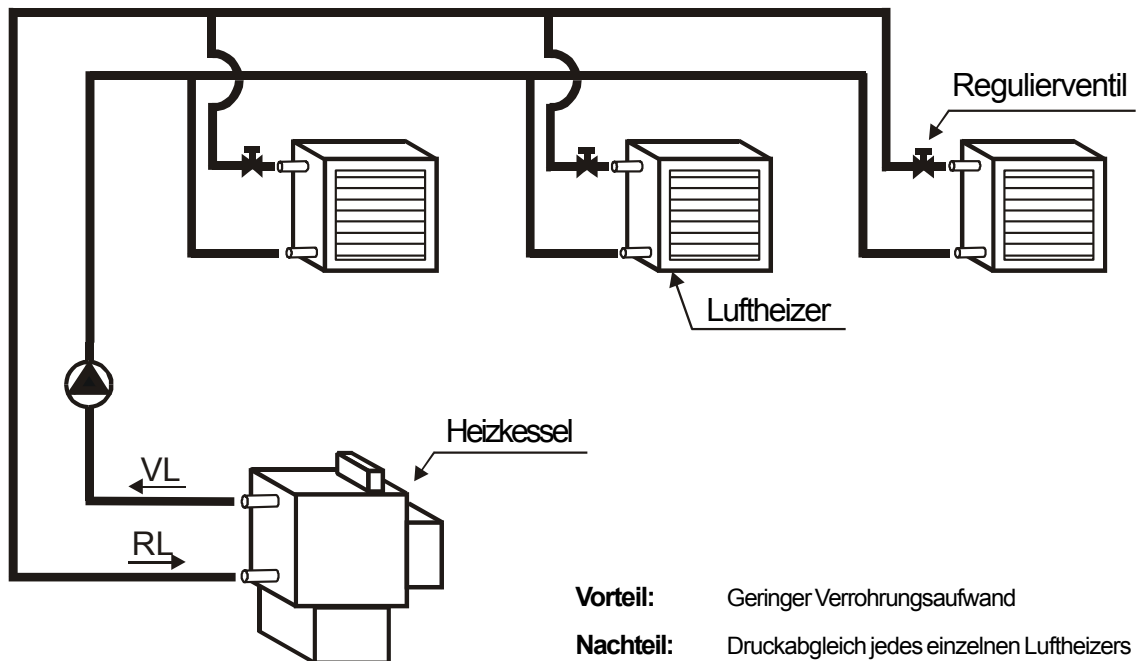 Regulierventil
Luftheizer
Heizkessel
VL
RL
Vorteil: Geringer Verrohrungsaufwand
Nachteil: Druckabgleich jedes einzelnen Luftheizers